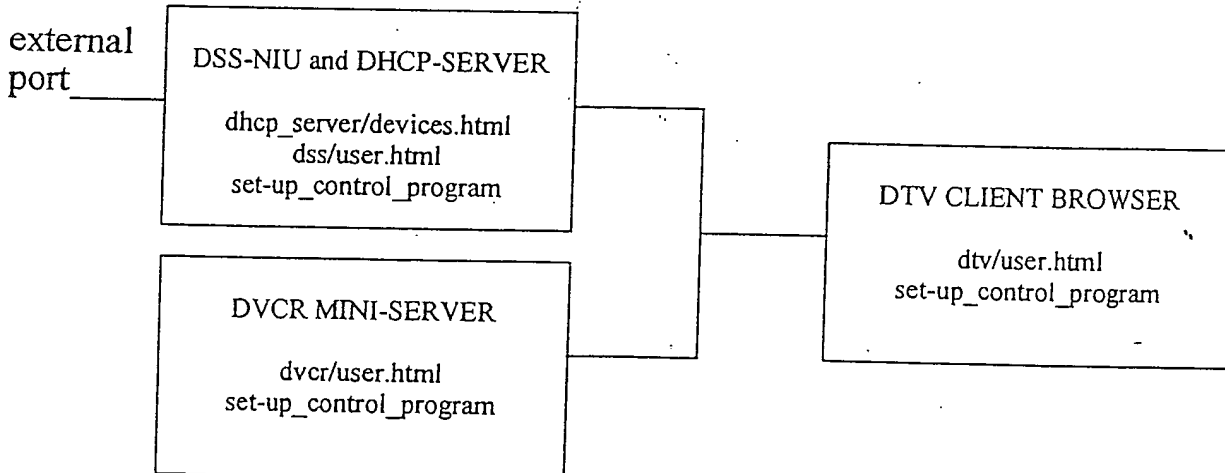 external
port
DSS-NIU and DHCP-SERVER
dhcp_server/devices.html
dss/user.html
set-up_control_program
DVCR MINI-SERVER
dvcr/user.html
set-up_control_program
DTV CLIENT BROWSER
dtv/user.html
set-up_control_program